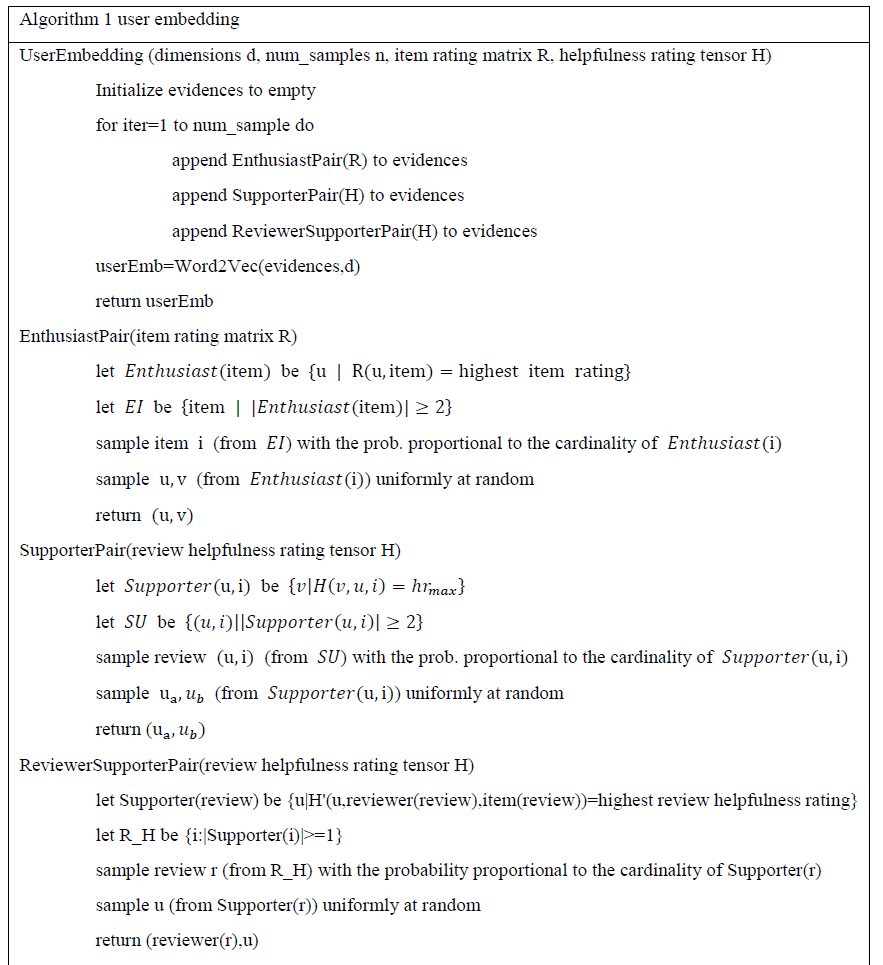 Algorithm 1 user embedding
UserEmbedding (dimensions d, num_samples n, item rating matrix R, helpfulness rating tensor H)
Initialize evidences to empty
for iter=1 to num_sample do
append EnthusiastPair(R) to evidences
append SupporterPair(H) to evidences
append ReviewerSupporterPair(H) to evidences
userEmb=Word2Vec(evidences,d)
return userEmb
EnthusiastPair(item rating matrix R)
let Enthusiast(item) be {u | R(u, item) = highest item rating}
let EI be {item | |Enthusiast(item)| ≥ 2}
sample item i (from EI) with the prob. proportional to the cardinality of Enthusiast(i)
sample u, v (from Enthusiast(i)) uniformly at random
return (u, v)
SupporterPair(review helpfulness rating tensor H)
let Supporter(u, i) be {v|H(v, u, i) = hr_max}
let SU be {(u, i)||Supporter(u, i)| ≥ 2}
sample review (u, i) (from SU) with the prob. proportional to the cardinality of Supporter(u, i)
sample u_a, u_b (from Supporter(u, i)) uniformly at random
return (u_a, u_b)
ReviewerSupporterPair(review helpfulness rating tensor H)
let Supporter(review) be {u|H'(u,reviewer(review),item(review))=highest review helpfulness rating}
let R_H be {i:|Supporter(i)|>=1}
sample review r (from R_H) with the probability proportional to the cardinality of Supporter(r)
sample u (from Supporter(r)) uniformly at random
return (reviewer(r),u)